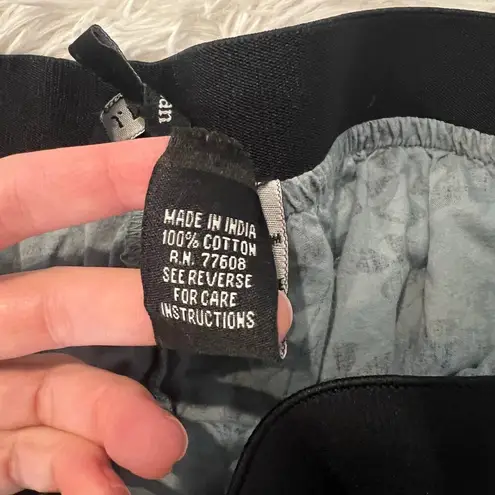 MADE IN INDIA
100% COTTON
R.N. 77608
SEE REVERSE
FOR CARE
INSTRUCTIONS